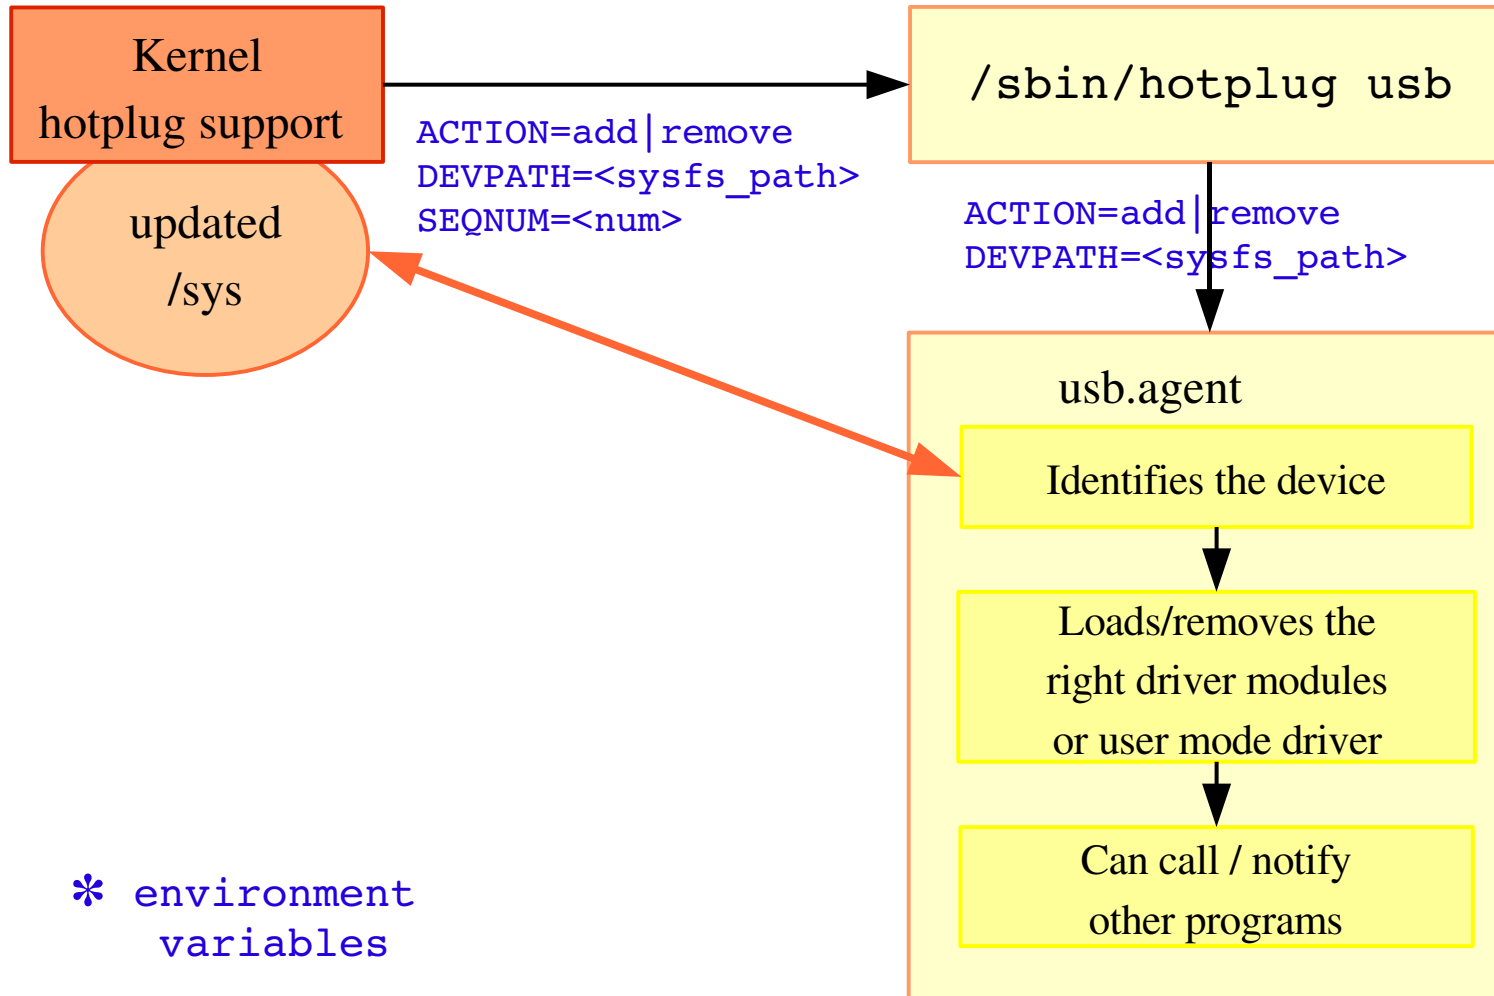 Kernel
hotplug support
updated
/sys
ACTION=add|remove
DEVPATH=<sysfs_path>
SEQNUM=<num>
/sbin/hotplug usb
ACTION=add|remove
DEVPATH=<sysfs_path>
usb.agent
Identifies the device
Loads/removes the
right driver modules
or user mode driver
Can call / notify
other programs
✻ environment
variables